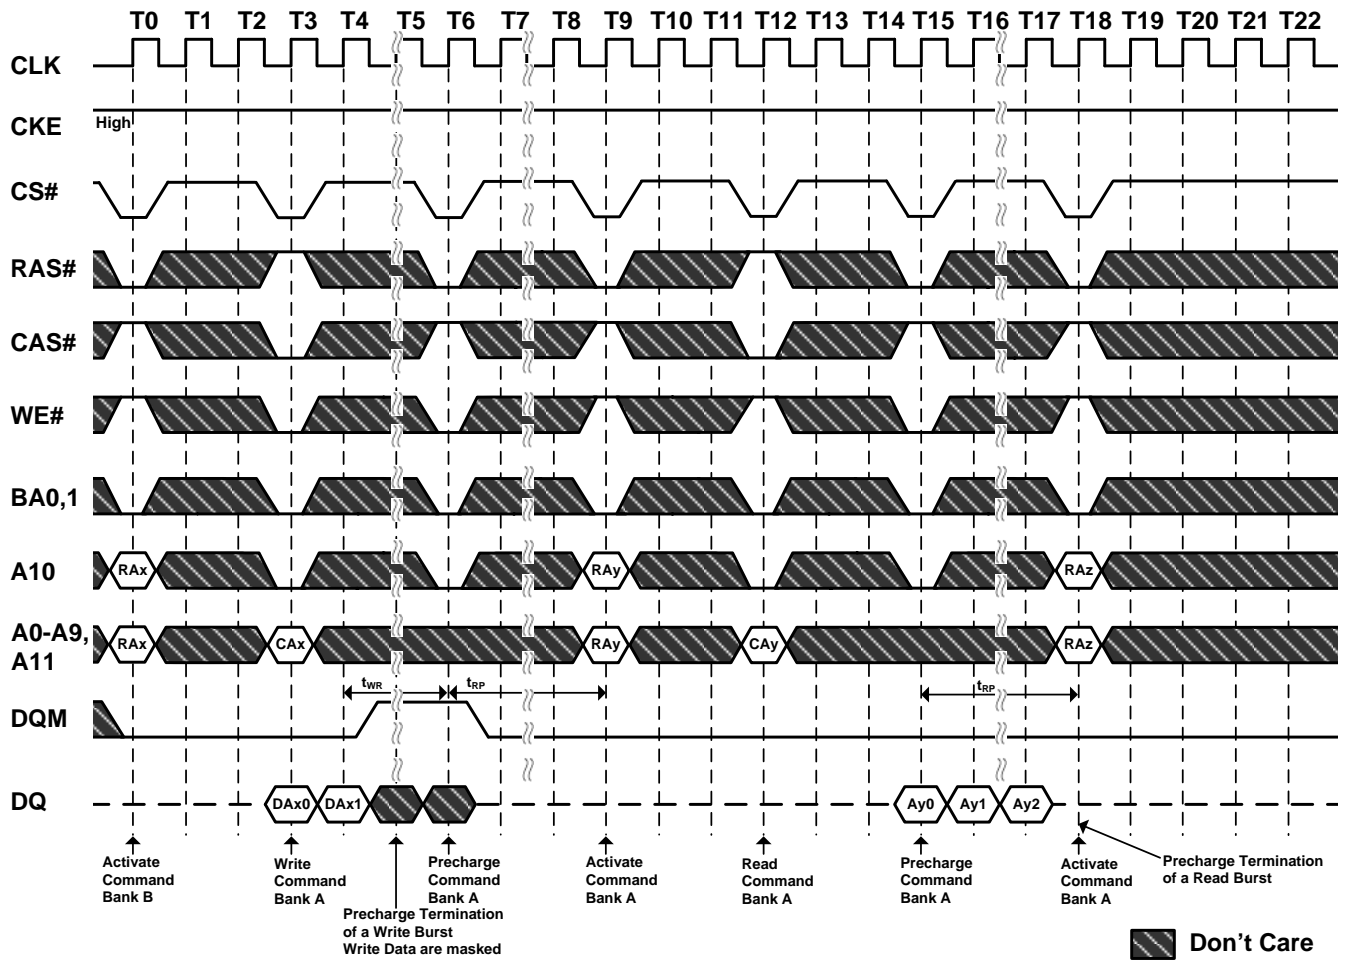 T0 T1 T2 T3 T4 T5 T6 T7 T8 T9 T10 T11 T12 T13 T14 T15 T16 T17 T18 T19 T20 T21 T22
CLK
CKE
High
CS#
RAS#
CAS#
WE#
BA0,1
A10
RAx RAy RAz
A0-A9,
A11
RAx CAx RAy CAy RAz
tWR tRP tRP
DQM
DQ
DAx0 DAx1 Ay0 Ay1 Ay2
Activate
Command
Bank B
Write
Command
Bank A
Precharge Termination
of a Write Burst
Write Data are masked
Precharge
Command
Bank A
Activate
Command
Bank A
Read
Command
Bank A
Precharge
Command
Bank A
Activate
Command
Bank A
Precharge Termination
of a Read Burst
Don't Care